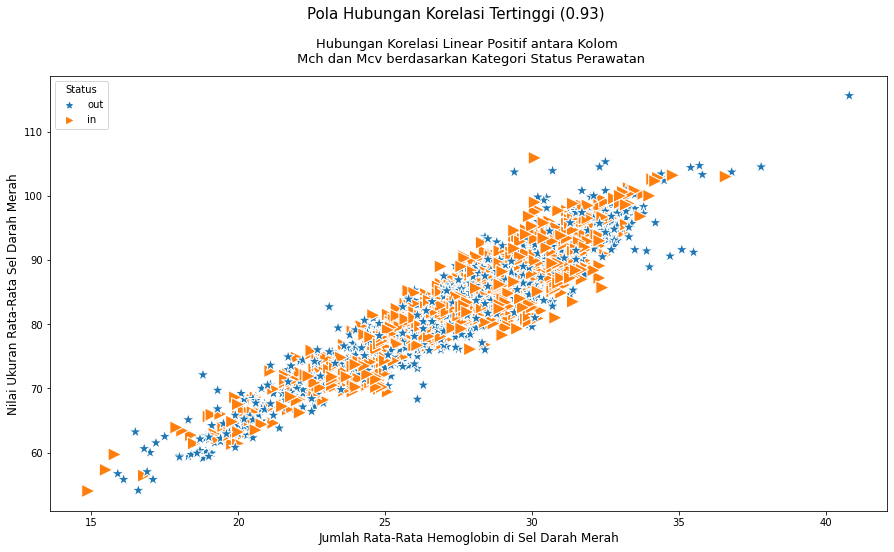 Pola Hubungan Korelasi Tertinggi (0.93)
Hubungan Korelasi Linear Positif antara Kolom
Mch dan Mcv berdasarkan Kategori Status Perawatan
Status
out
in
Nilai Ukuran Rata-Rata Sel Darah Merah
110
100
90
80
70
60
15
20
25
30
35
40
Jumlah Rata-Rata Hemoglobin di Sel Darah Merah